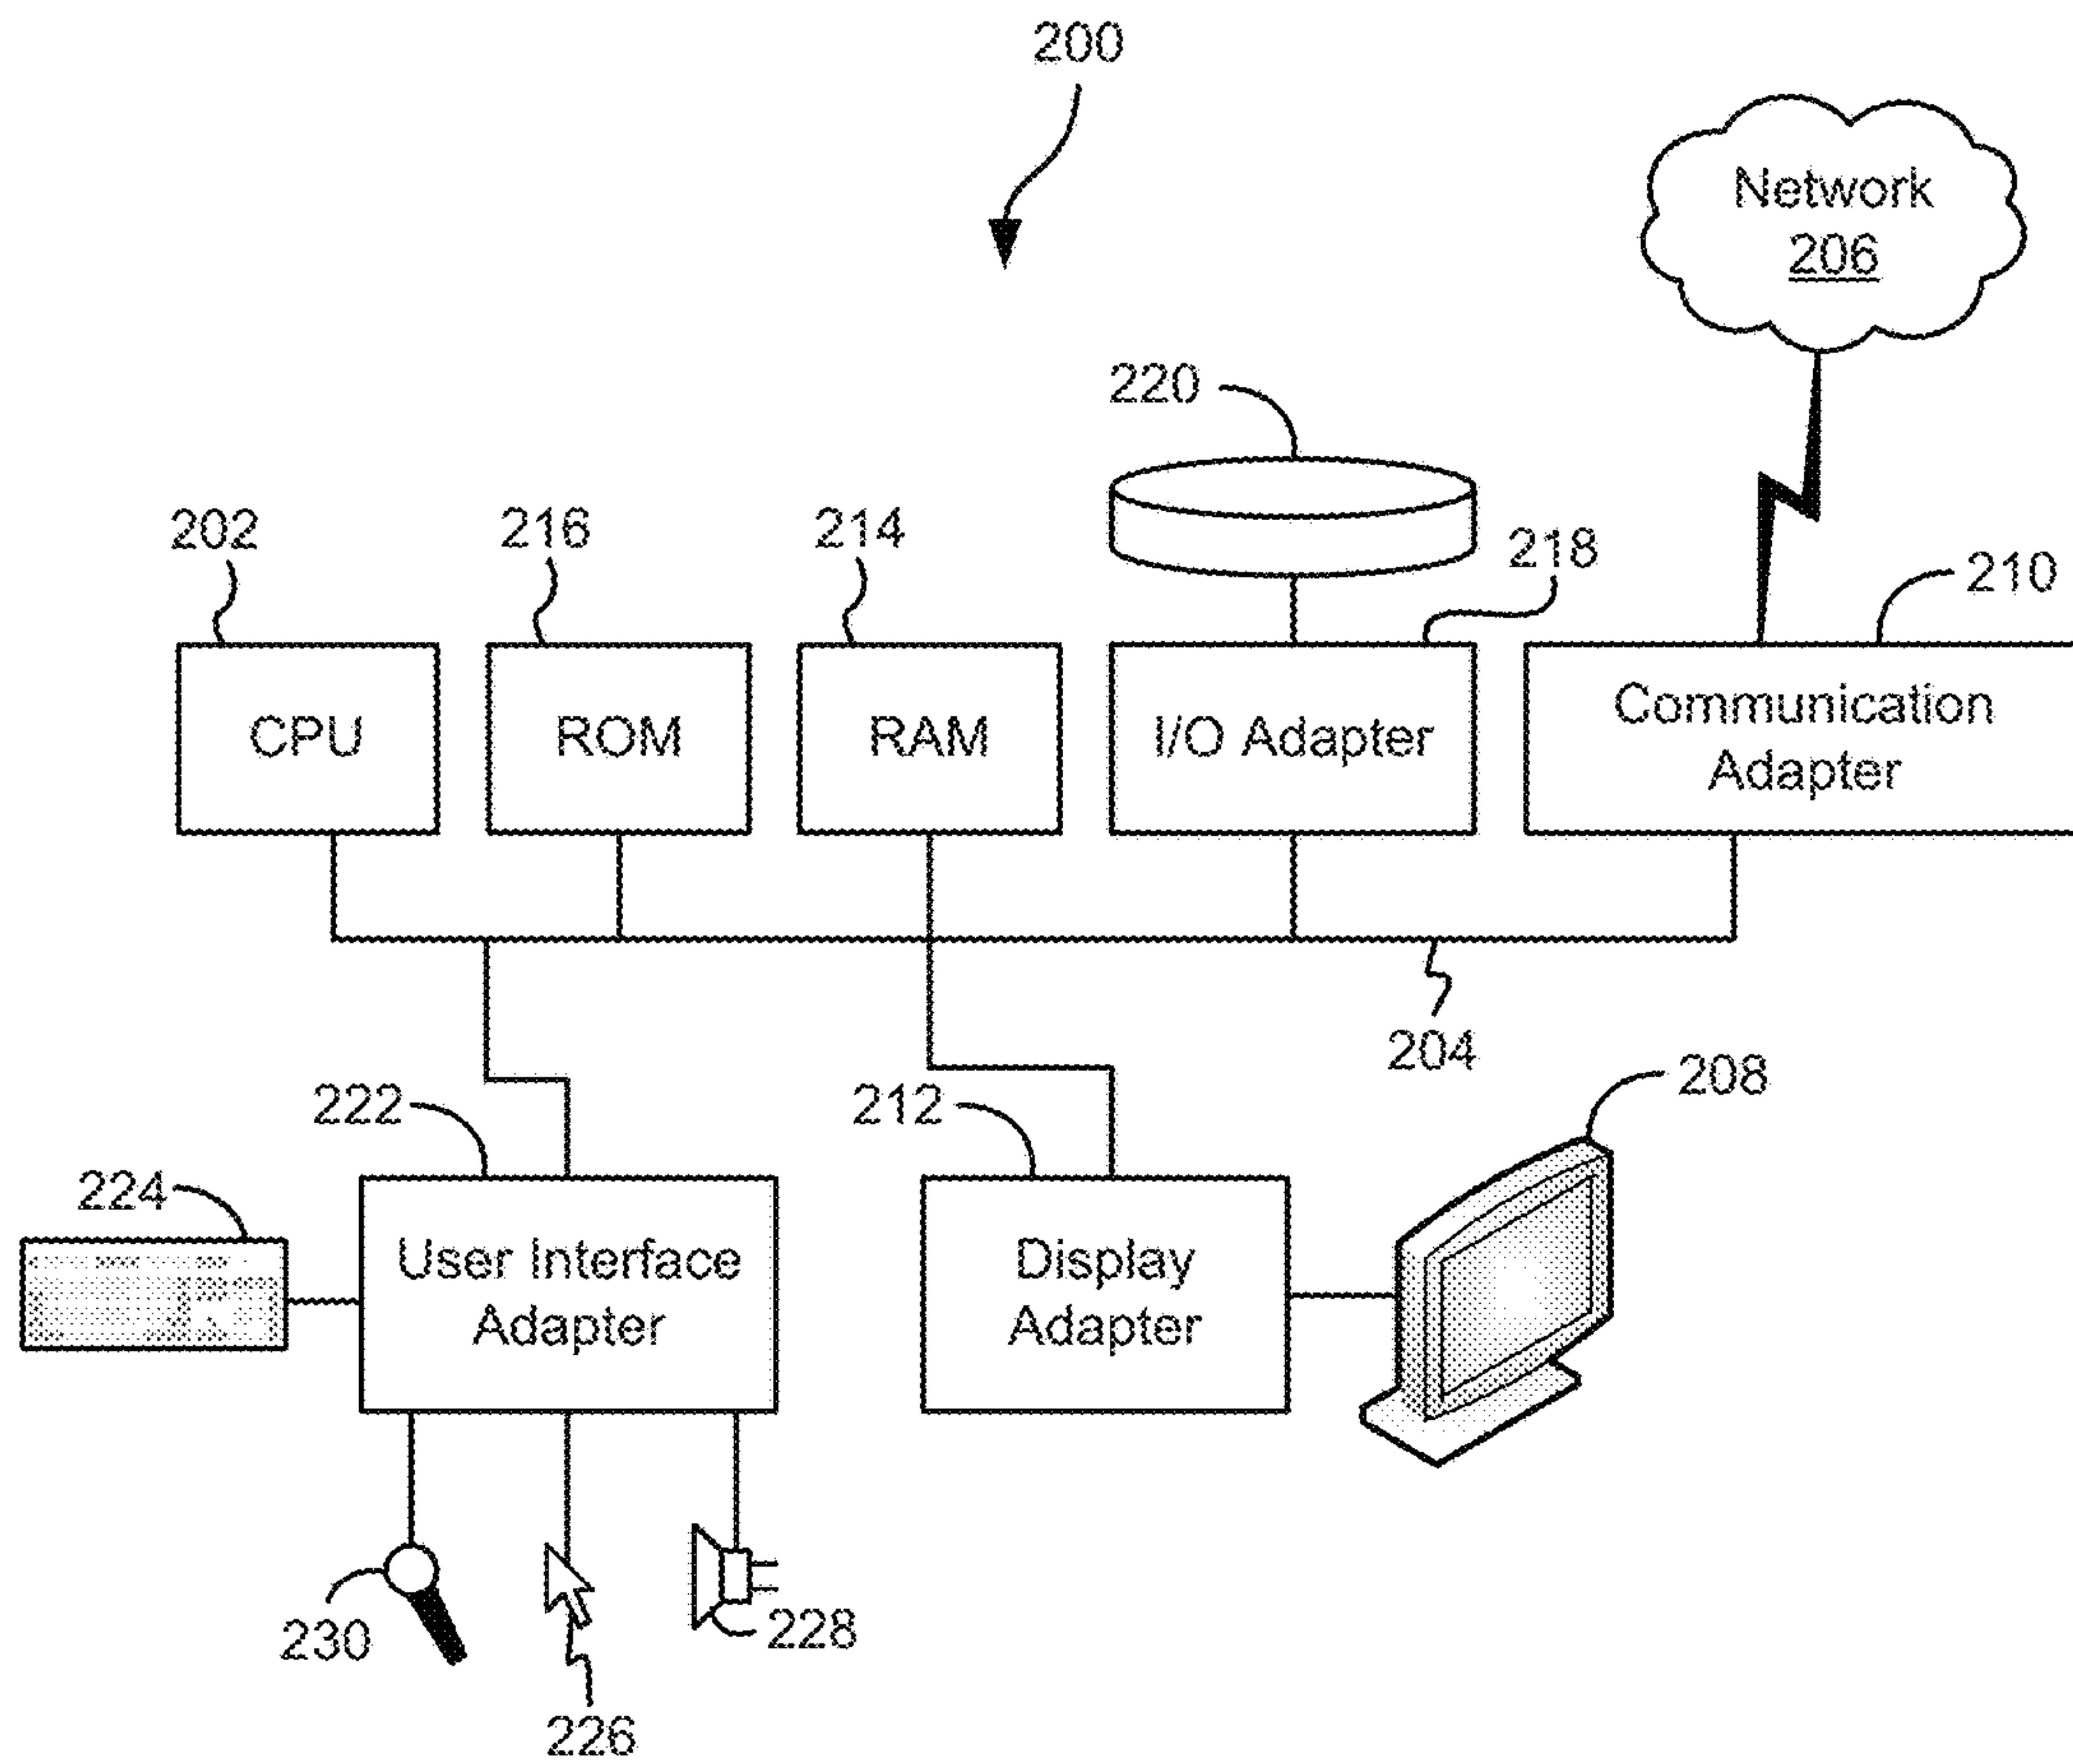 200
Network
206
220
202
216
214
218
210
CPU
ROM
RAM
I/O Adapter
Communication
Adapter
204
222
212
208
224
User Interface
Adapter
Display
Adapter
230
228
226